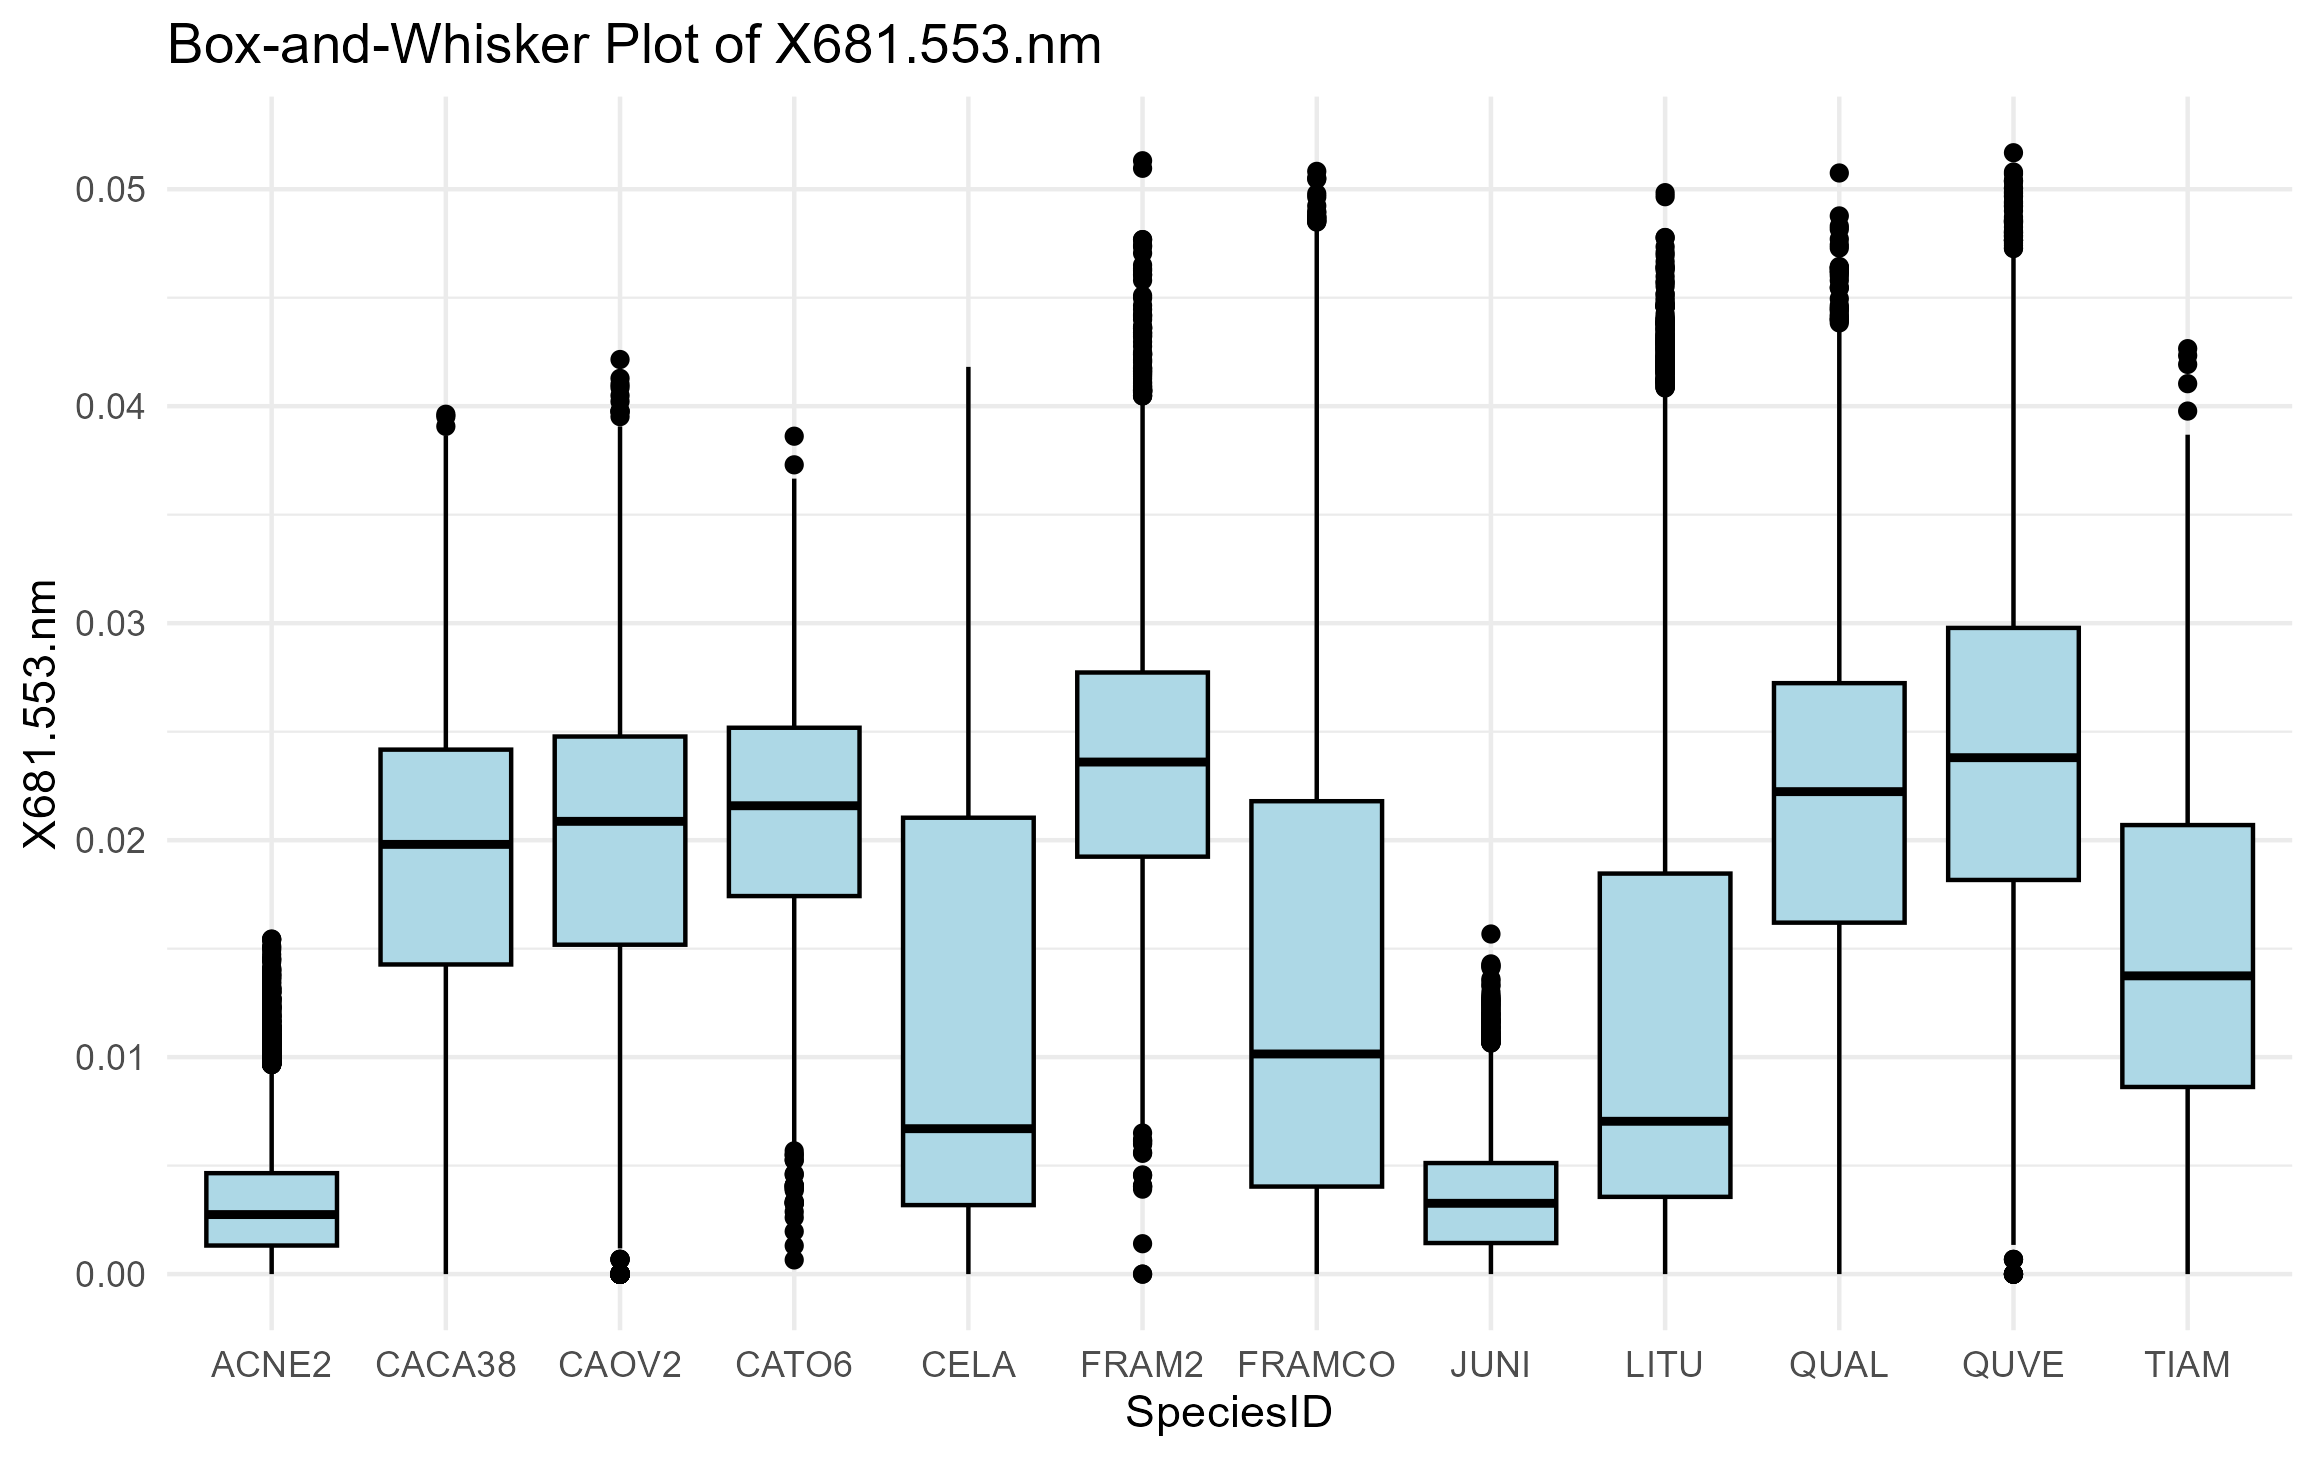 Box-and-Whisker Plot of X681.553.nm
X681.553.nm
0.05
0.04
0.03
0.02
0.01
0.00
ACNE2 CACA38 CAOV2 CATO6 CELA FRAM2 FRAMCO JUNI LITU QUAL QUVE TIAM
SpeciesID